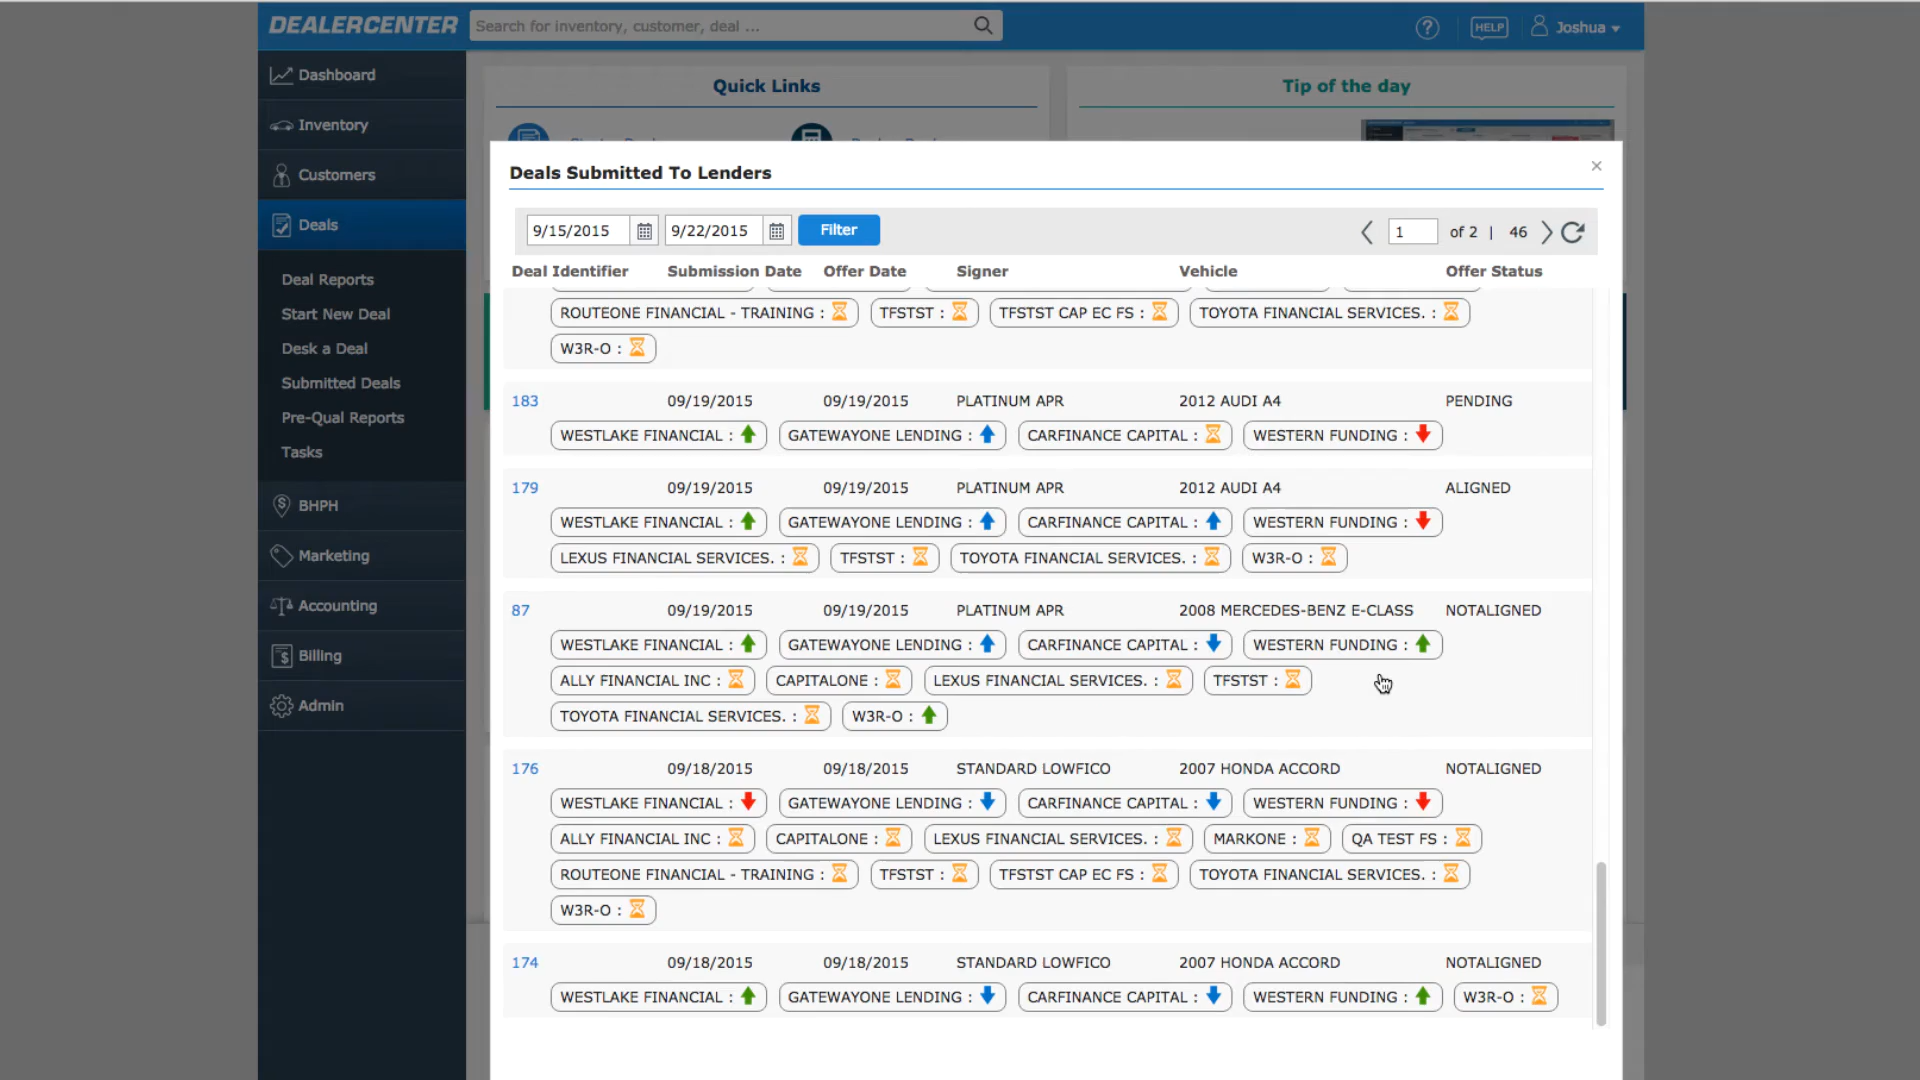 DEALERCENTER
Search for inventory, customer, deal ...
HELP
Joshua
Dashboard
Inventory
Customers
Deals
Deal Reports
Start New Deal
Desk a Deal
Submitted Deals
Pre-Qual Reports
Tasks
BHPH
Marketing
Accounting
Billing
Admin
Quick Links
Tip of the day
Deals Submitted To Lenders
9/15/2015 9/22/2015 Filter 1 of 2 | 46
Deal Identifier Submission Date Offer Date Signer Vehicle Offer Status
ROUTEONE FINANCIAL - TRAINING : TFSTST : TFSTST CAP EC FS : TOYOTA FINANCIAL SERVICES. :
W3R-O :
183 09/19/2015 09/19/2015 PLATINUM APR 2012 AUDI A4 PENDING
WESTLAKE FINANCIAL : GATEWAYONE LENDING : CARFINANCE CAPITAL : WESTERN FUNDING :
179 09/19/2015 09/19/2015 PLATINUM APR 2012 AUDI A4 ALIGNED
WESTLAKE FINANCIAL : GATEWAYONE LENDING : CARFINANCE CAPITAL : WESTERN FUNDING :
LEXUS FINANCIAL SERVICES. : TFSTST : TOYOTA FINANCIAL SERVICES. : W3R-O :
87 09/19/2015 09/19/2015 PLATINUM APR 2008 MERCEDES-BENZ E-CLASS NOTALIGNED
WESTLAKE FINANCIAL : GATEWAYONE LENDING : CARFINANCE CAPITAL : WESTERN FUNDING :
ALLY FINANCIAL INC : CAPITALONE : LEXUS FINANCIAL SERVICES. : TFSTST :
TOYOTA FINANCIAL SERVICES. : W3R-O :
176 09/18/2015 09/18/2015 STANDARD LOWFICO 2007 HONDA ACCORD NOTALIGNED
WESTLAKE FINANCIAL : GATEWAYONE LENDING : CARFINANCE CAPITAL : WESTERN FUNDING :
ALLY FINANCIAL INC : CAPITALONE : LEXUS FINANCIAL SERVICES. : MARKONE : QA TEST FS :
ROUTEONE FINANCIAL - TRAINING : TFSTST : TFSTST CAP EC FS : TOYOTA FINANCIAL SERVICES. :
W3R-O :
174 09/18/2015 09/18/2015 STANDARD LOWFICO 2007 HONDA ACCORD NOTALIGNED
WESTLAKE FINANCIAL : GATEWAYONE LENDING : CARFINANCE CAPITAL : WESTERN FUNDING : W3R-O :